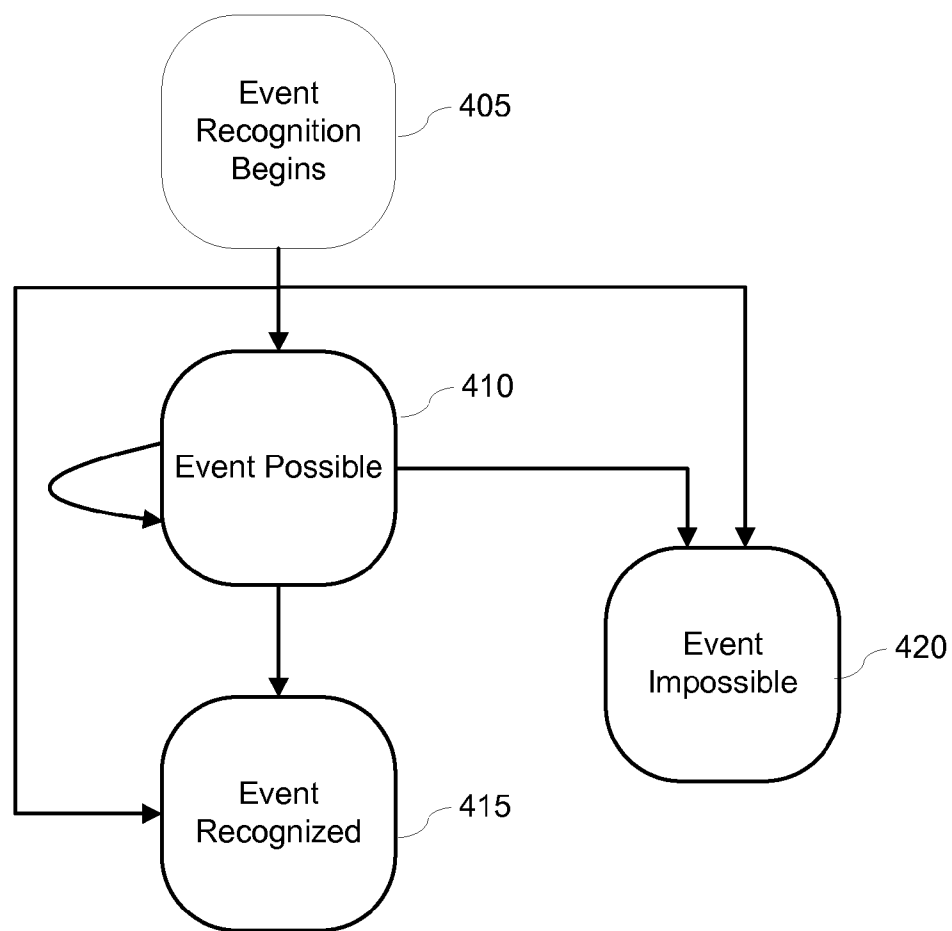 Event
Recognition
Begins
405
410
Event Possible
Event
Impossible
420
Event
Recognized
415